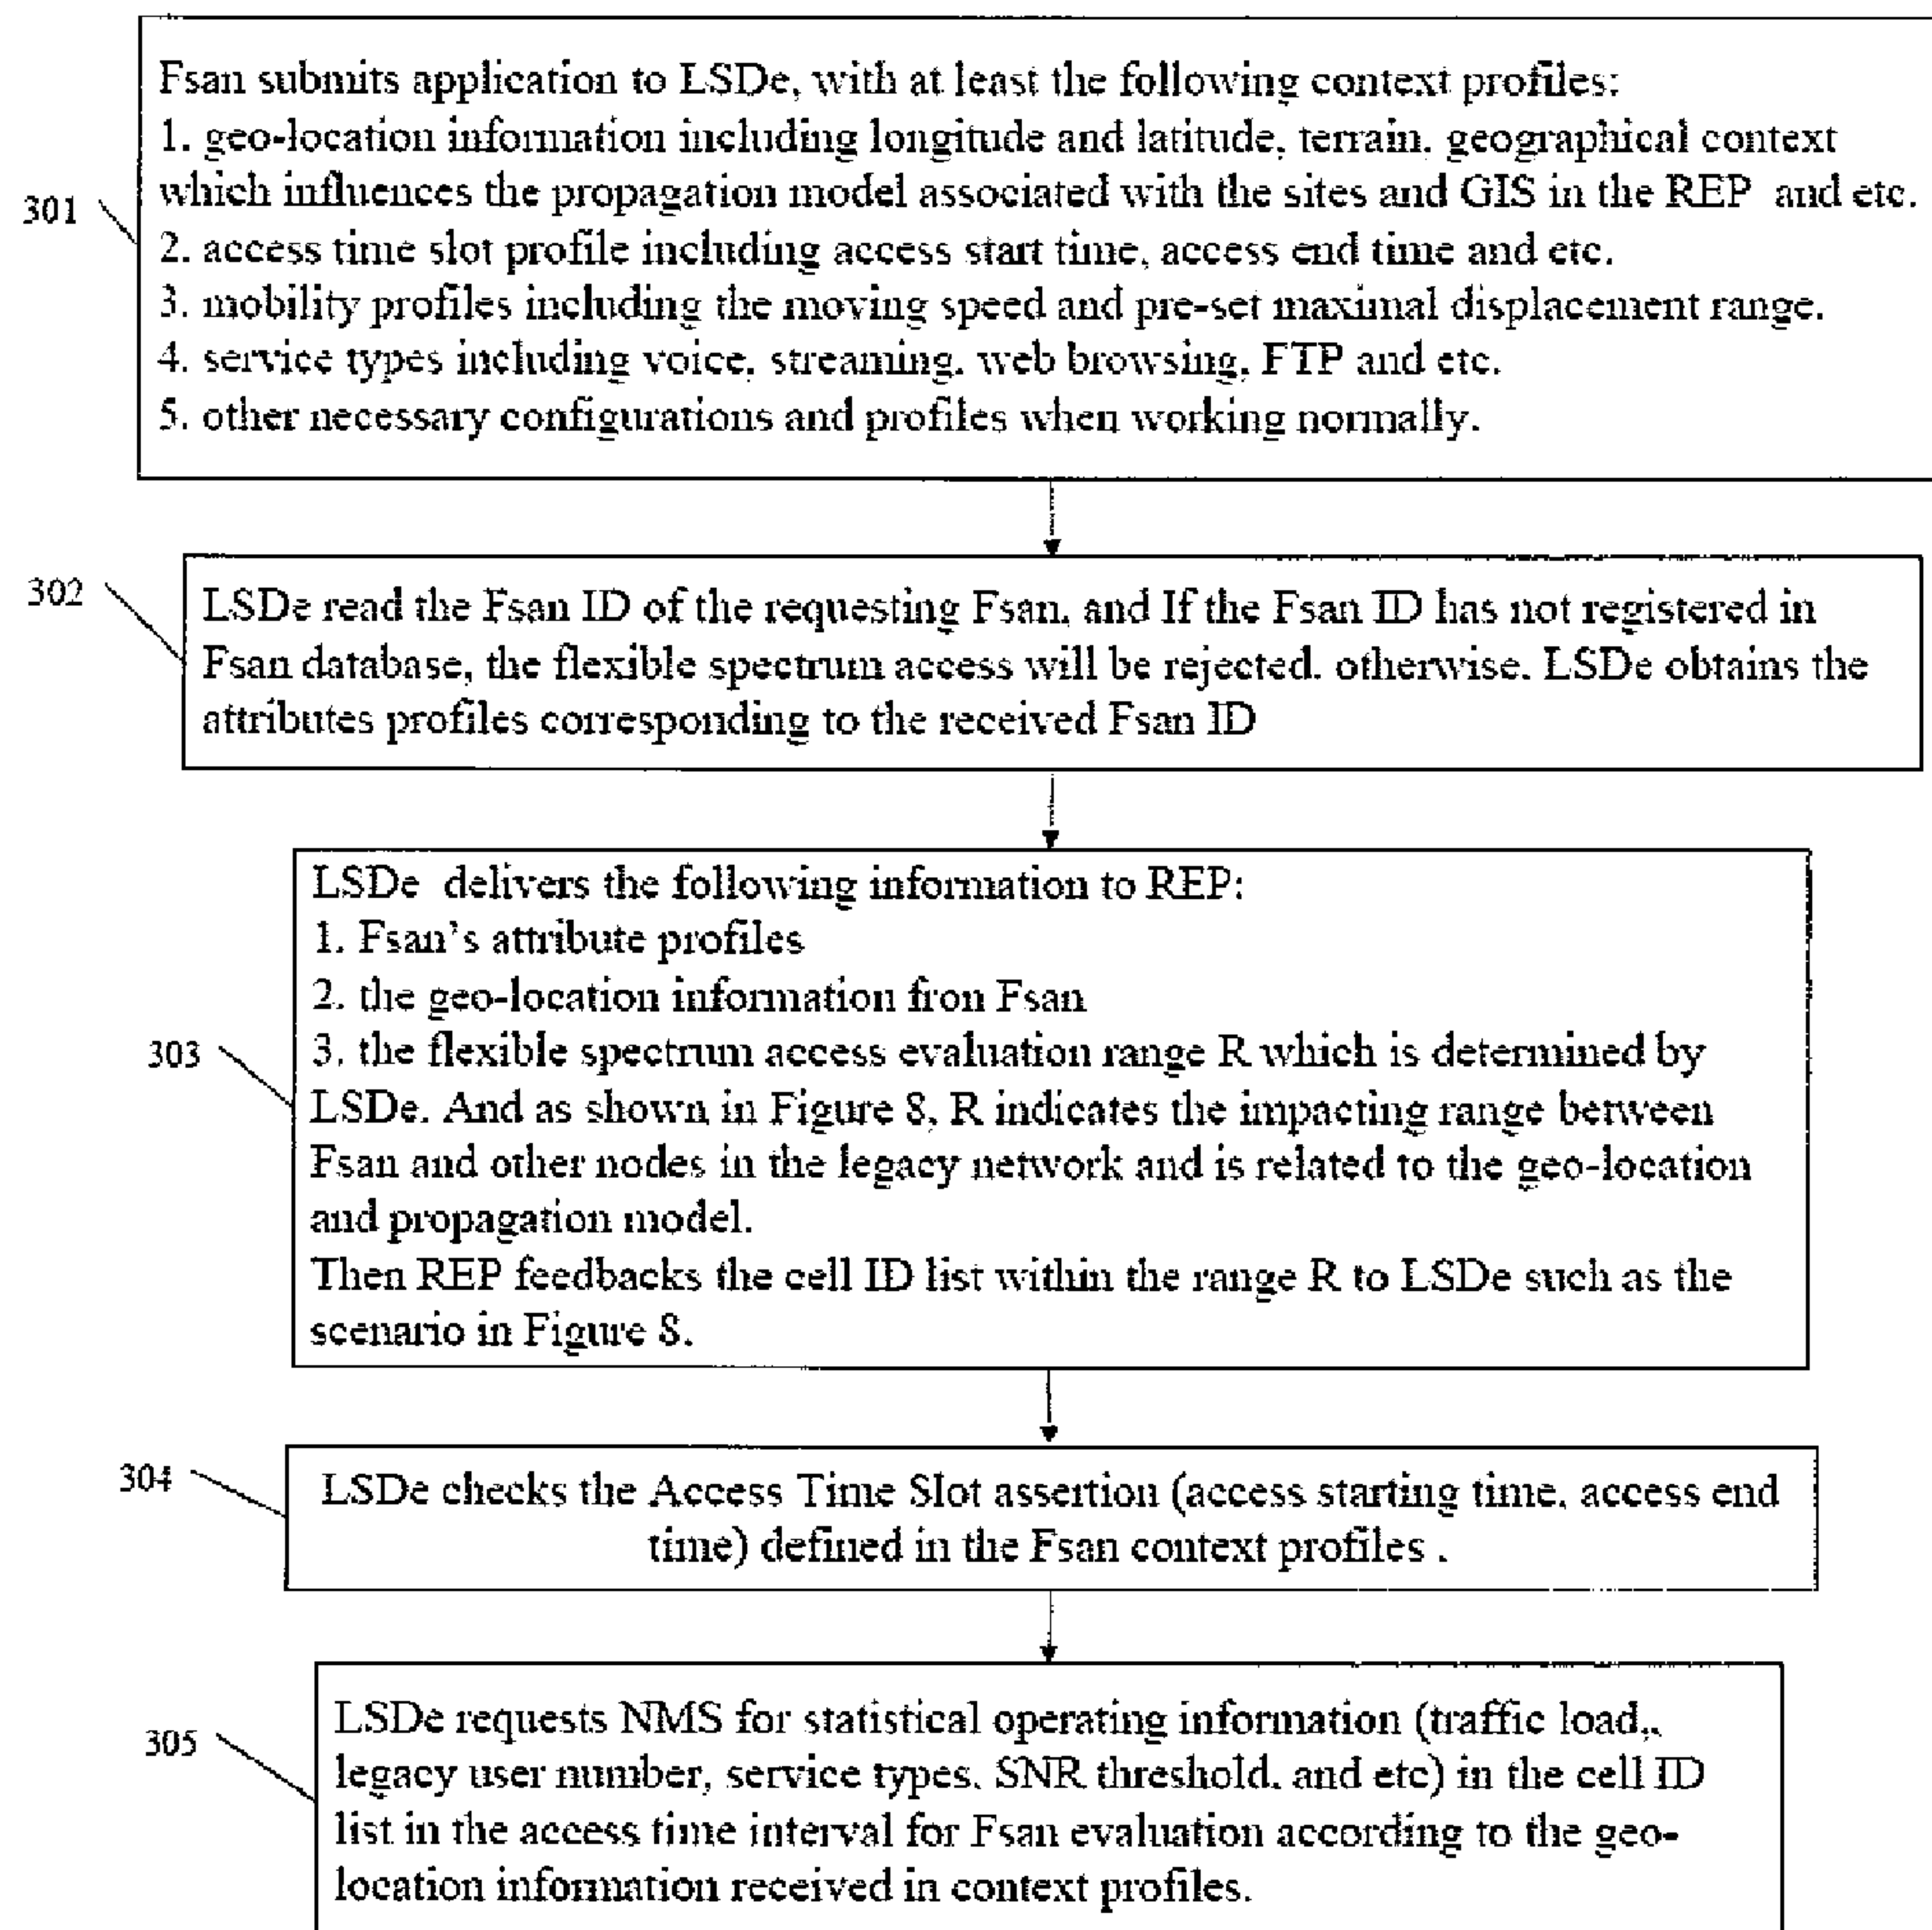 Fsan submits application to LSDe, with at least the following context profiles:
1. geo-location information including longitude and latitude, terrain, geographical context
which influences the propagation model associated with the sites and GIS in the REP and etc.
301
2. access time slot profile including access start time, access end time and etc.
3. mobility profiles including the moving speed and pre-set maximal displacement range.
4. service types including voice, streaming, web browsing, FTP and etc.
5. other necessary configurations and profiles when working normally.
302
LSDe read the Fsan ID of the requesting Fsan, and If the Fsan ID has not registered in
Fsan database, the flexible spectrum access will be rejected. otherwise. LSDe obtains the
attributes profiles corresponding to the received Fsan ID
LSDe delivers the following information to REP:
1. Fsan's attribute profiles
2. the geo-location information fron Fsan
303
3. the flexible spectrum access evaluation range R which is determined by
LSDe. And as shown in Figure 8, R indicates the impacting range between
Fsan and other nodes in the legacy network and is related to the geo-location
and propagation model.
Then REP feedbacks the cell ID list within the range R to LSDe such as the
scenario in Figure 8.
304
LSDe checks the Access Time Slot assertion (access starting time, access end
time) defined in the Fsan context profiles .
305
LSDe requests NMS for statistical operating information (traffic load,,
legacy user number, service types, SNR threshold, and etc) in the cell ID
list in the access time interval for Fsan evaluation according to the geo-
location information received in context profiles.